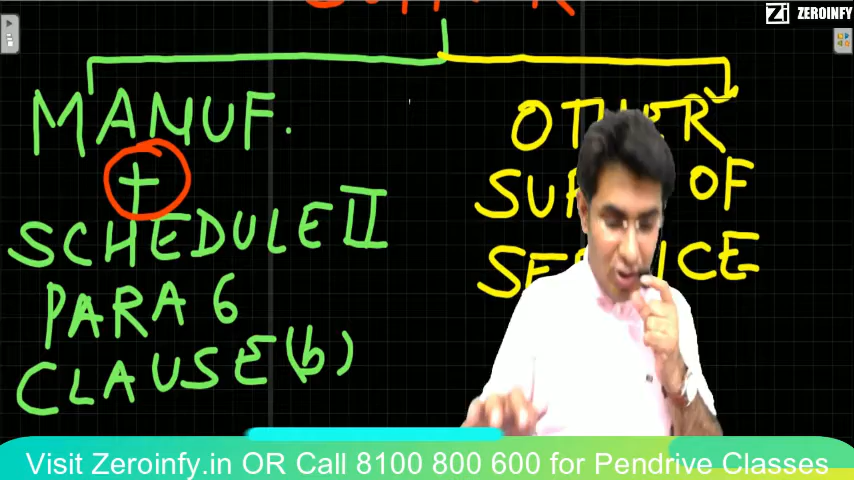 Zi ZEROINFY
MANUF.
+
SCHEDULE II
PARA 6
CLAUSE (b)
OTHER
OF
Visit Zeroinfy.in OR Call 8100 800 600 for Pendrive Classes